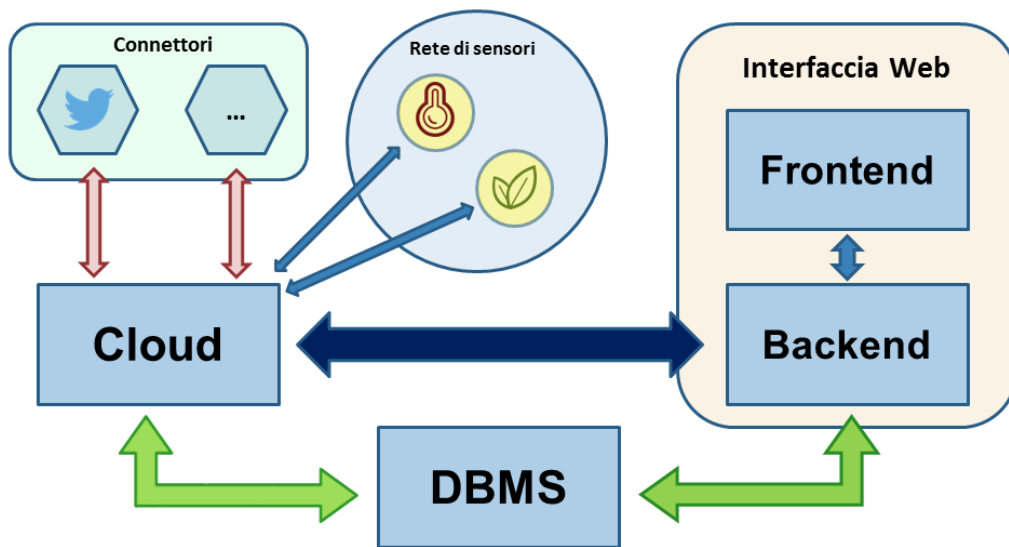 Connettori
...
Rete di sensori
Interfaccia Web
Frontend
Cloud
Backend
DBMS